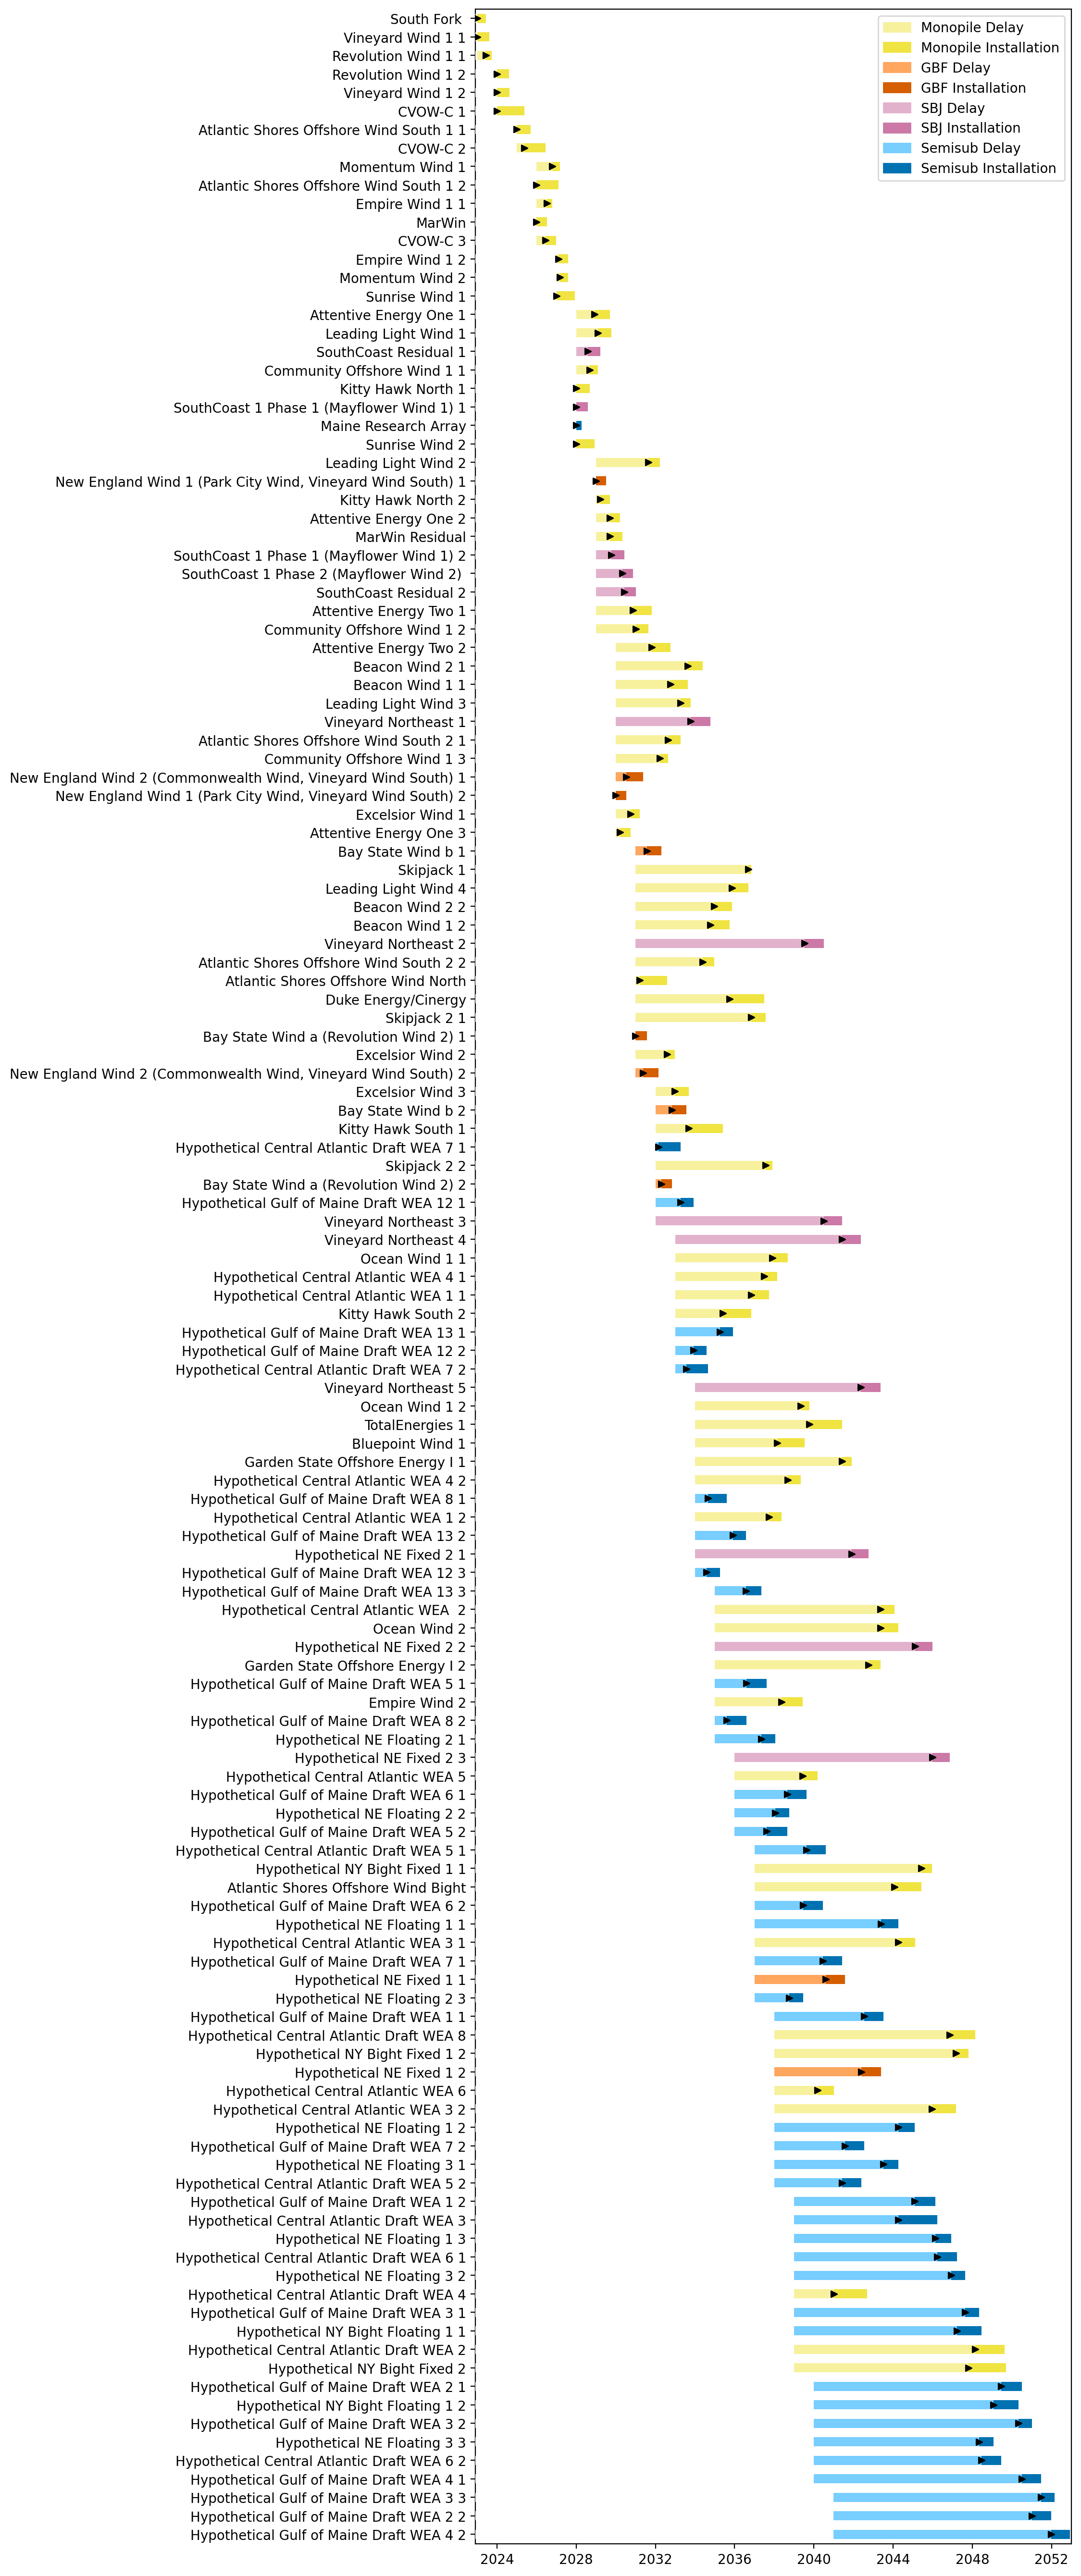 Monopile Delay
Monopile Installation
GBF Delay
GBF Installation
SBJ Delay
SBJ Installation
Semisub Delay
Semisub Installation
South Fork
Vineyard Wind 1 1
Revolution Wind 1 1
Revolution Wind 1 2
Vineyard Wind 1 2
CVOW-C 1
Atlantic Shores Offshore Wind South 1 1
CVOW-C 2
Momentum Wind 1
Atlantic Shores Offshore Wind South 1 2
Empire Wind 1 1
MarWin
CVOW-C 3
Empire Wind 1 2
Momentum Wind 2
Sunrise Wind 1
Attentive Energy One 1
Leading Light Wind 1
SouthCoast Residual 1
Community Offshore Wind 1 1
Kitty Hawk North 1
SouthCoast 1 Phase 1 (Mayflower Wind 1) 1
Maine Research Array
Sunrise Wind 2
Leading Light Wind 2
New England Wind 1 (Park City Wind, Vineyard Wind South) 1
Kitty Hawk North 2
Attentive Energy One 2
MarWin Residual
SouthCoast 1 Phase 1 (Mayflower Wind 1) 2
SouthCoast 1 Phase 2 (Mayflower Wind 2)
SouthCoast Residual 2
Attentive Energy Two 1
Community Offshore Wind 1 2
Attentive Energy Two 2
Beacon Wind 2 1
Beacon Wind 1 1
Leading Light Wind 3
Vineyard Northeast 1
Atlantic Shores Offshore Wind South 2 1
Community Offshore Wind 1 3
New England Wind 2 (Commonwealth Wind, Vineyard Wind South) 1
New England Wind 1 (Park City Wind, Vineyard Wind South) 2
Excelsior Wind 1
Attentive Energy One 3
Bay State Wind b 1
Skipjack 1
Leading Light Wind 4
Beacon Wind 2 2
Beacon Wind 1 2
Vineyard Northeast 2
Atlantic Shores Offshore Wind South 2 2
Atlantic Shores Offshore Wind North
Duke Energy/Cinergy
Skipjack 2 1
Bay State Wind a (Revolution Wind 2) 1
Excelsior Wind 2
New England Wind 2 (Commonwealth Wind, Vineyard Wind South) 2
Excelsior Wind 3
Bay State Wind b 2
Kitty Hawk South 1
Hypothetical Central Atlantic Draft WEA 7 1
Skipjack 2 2
Bay State Wind a (Revolution Wind 2) 2
Hypothetical Gulf of Maine Draft WEA 12 1
Vineyard Northeast 3
Vineyard Northeast 4
Ocean Wind 1 1
Hypothetical Central Atlantic WEA 4 1
Hypothetical Central Atlantic WEA 1 1
Kitty Hawk South 2
Hypothetical Gulf of Maine Draft WEA 13 1
Hypothetical Gulf of Maine Draft WEA 12 2
Hypothetical Central Atlantic Draft WEA 7 2
Vineyard Northeast 5
Ocean Wind 1 2
TotalEnergies 1
Bluepoint Wind 1
Garden State Offshore Energy I 1
Hypothetical Central Atlantic WEA 4 2
Hypothetical Gulf of Maine Draft WEA 8 1
Hypothetical Central Atlantic WEA 1 2
Hypothetical Gulf of Maine Draft WEA 13 2
Hypothetical NE Fixed 2 1
Hypothetical Gulf of Maine Draft WEA 12 3
Hypothetical Gulf of Maine Draft WEA 13 3
Hypothetical Central Atlantic WEA  2
Ocean Wind 2
Hypothetical NE Fixed 2 2
Garden State Offshore Energy I 2
Hypothetical Gulf of Maine Draft WEA 5 1
Empire Wind 2
Hypothetical Gulf of Maine Draft WEA 8 2
Hypothetical NE Floating 2 1
Hypothetical NE Fixed 2 3
Hypothetical Central Atlantic WEA 5
Hypothetical Gulf of Maine Draft WEA 6 1
Hypothetical NE Floating 2 2
Hypothetical Gulf of Maine Draft WEA 5 2
Hypothetical Central Atlantic Draft WEA 5 1
Hypothetical NY Bight Fixed 1 1
Atlantic Shores Offshore Wind Bight
Hypothetical Gulf of Maine Draft WEA 6 2
Hypothetical NE Floating 1 1
Hypothetical Central Atlantic WEA 3 1
Hypothetical Gulf of Maine Draft WEA 7 1
Hypothetical NE Fixed 1 1
Hypothetical NE Floating 2 3
Hypothetical Gulf of Maine Draft WEA 1 1
Hypothetical Central Atlantic Draft WEA 8
Hypothetical NY Bight Fixed 1 2
Hypothetical NE Fixed 1 2
Hypothetical Central Atlantic WEA 6
Hypothetical Central Atlantic WEA 3 2
Hypothetical NE Floating 1 2
Hypothetical Gulf of Maine Draft WEA 7 2
Hypothetical NE Floating 3 1
Hypothetical Central Atlantic Draft WEA 5 2
Hypothetical Gulf of Maine Draft WEA 1 2
Hypothetical Central Atlantic Draft WEA 3
Hypothetical NE Floating 1 3
Hypothetical Central Atlantic Draft WEA 6 1
Hypothetical NE Floating 3 2
Hypothetical Central Atlantic Draft WEA 4
Hypothetical Gulf of Maine Draft WEA 3 1
Hypothetical NY Bight Floating 1 1
Hypothetical Central Atlantic Draft WEA 2
Hypothetical NY Bight Fixed 2
Hypothetical Gulf of Maine Draft WEA 2 1
Hypothetical NY Bight Floating 1 2
Hypothetical Gulf of Maine Draft WEA 3 2
Hypothetical NE Floating 3 3
Hypothetical Central Atlantic Draft WEA 6 2
Hypothetical Gulf of Maine Draft WEA 4 1
Hypothetical Gulf of Maine Draft WEA 3 3
Hypothetical Gulf of Maine Draft WEA 2 2
Hypothetical Gulf of Maine Draft WEA 4 2
2024 2028 2032 2036 2040 2044 2048 2052